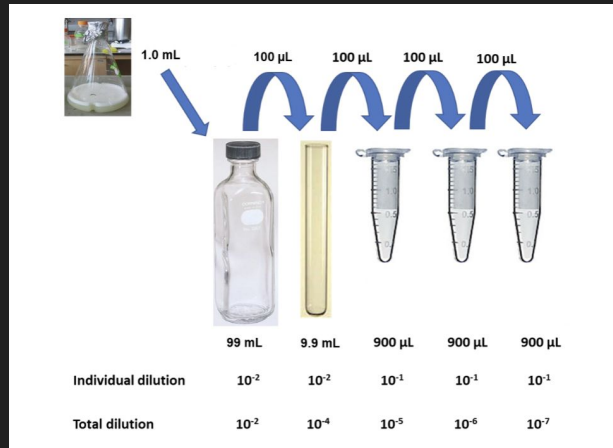 1.0 mL 100 µL 100 µL 100 µL 100 µL
99 mL 9.9 mL 900 µL 900 µL 900 µL
Individual dilution 10⁻² 10⁻² 10⁻¹ 10⁻¹ 10⁻¹
Total dilution 10⁻² 10⁻⁴ 10⁻⁵ 10⁻⁶ 10⁻⁷